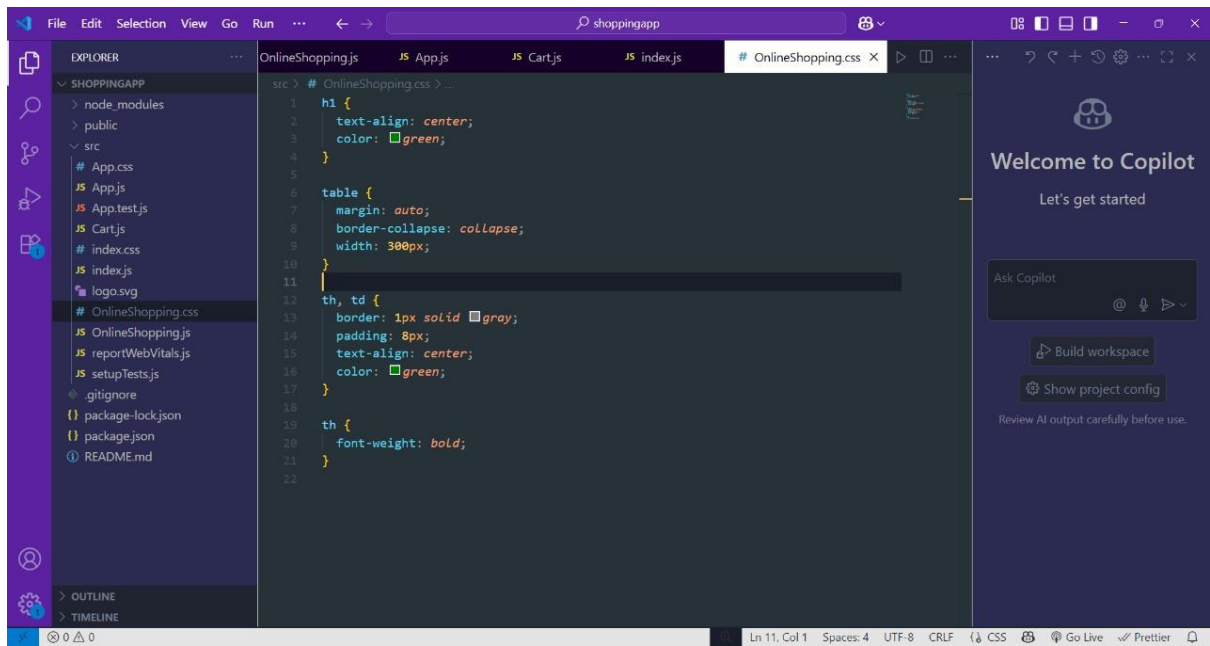 File Edit Selection View Go Run ··· shoppingapp
EXPLORER ···
SHOPPINGAPP
node_modules
public
src
# App.css
JS App.js
JS App.test.js
JS Cart.js
# index.css
JS index.js
logo.svg
# OnlineShopping.css
JS OnlineShopping.js
JS reportWebVitals.js
JS setupTests.js
.gitignore
{} package-lock.json
{} package.json
README.md
OUTLINE
TIMELINE
OnlineShopping.js JS App.js JS Cart.js JS index.js # OnlineShopping.css
src > # OnlineShopping.css > ...
1 h1 {
2 text-align: center;
3 color: green;
4 }
5
6 table {
7 margin: auto;
8 border-collapse: collapse;
9 width: 300px;
10 }
11
12 th, td {
13 border: 1px solid gray;
14 padding: 8px;
15 text-align: center;
16 color: green;
17 }
18
19 th {
20 font-weight: bold;
21 }
22
Welcome to Copilot
Let's get started
Ask Copilot
Build workspace
Show project config
Review AI output carefully before use.
0 0 Ln 11, Col 1 Spaces: 4 UTF-8 CRLF CSS Go Live Prettier